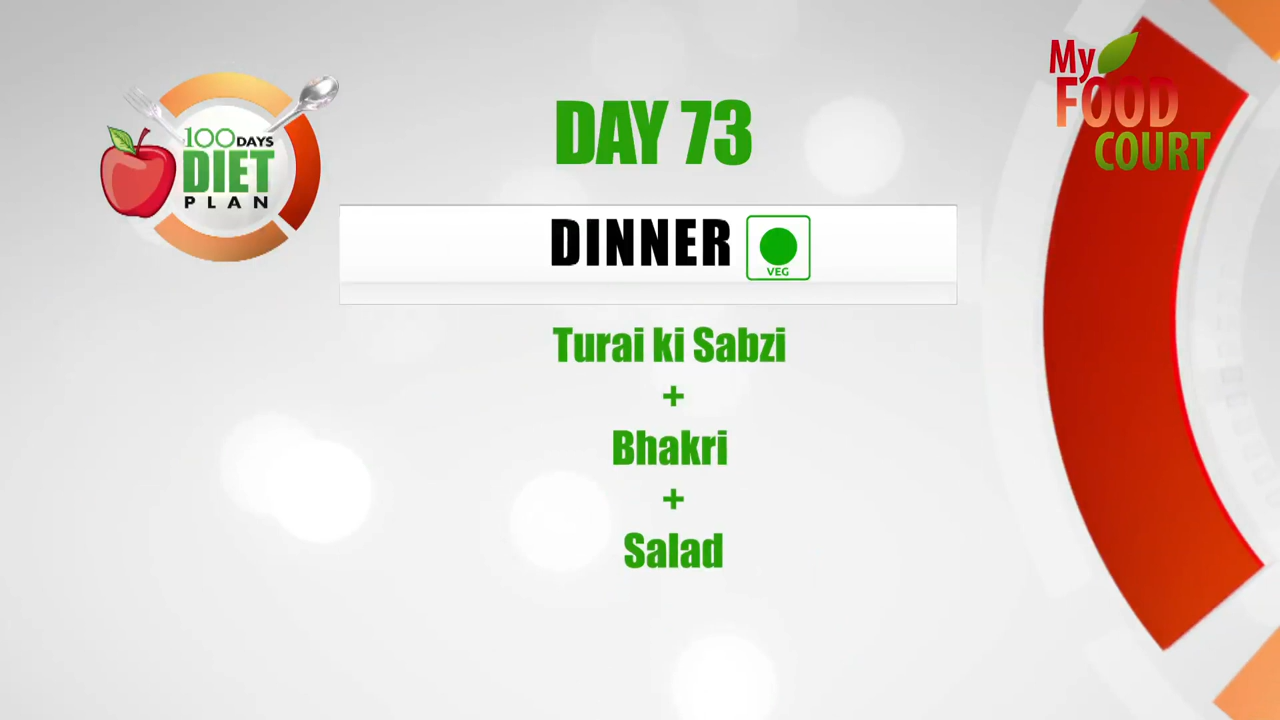 100 DAYS
DIET
PLAN
My
FOOD
COURT
DAY 73
DINNER
VEG
Turai ki Sabzi
+
Bhakri
+
Salad